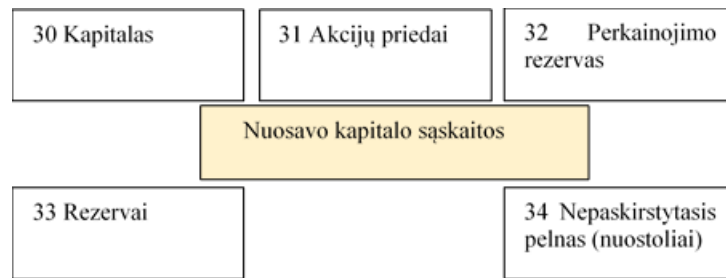 30 Kapitalas
31 Akcijų priedai
32 Perkainojimo
rezervas
Nuosavo kapitalo sąskaitos
33 Rezervai
34 Nepaskirstytasis
pelnas (nuostoliai)